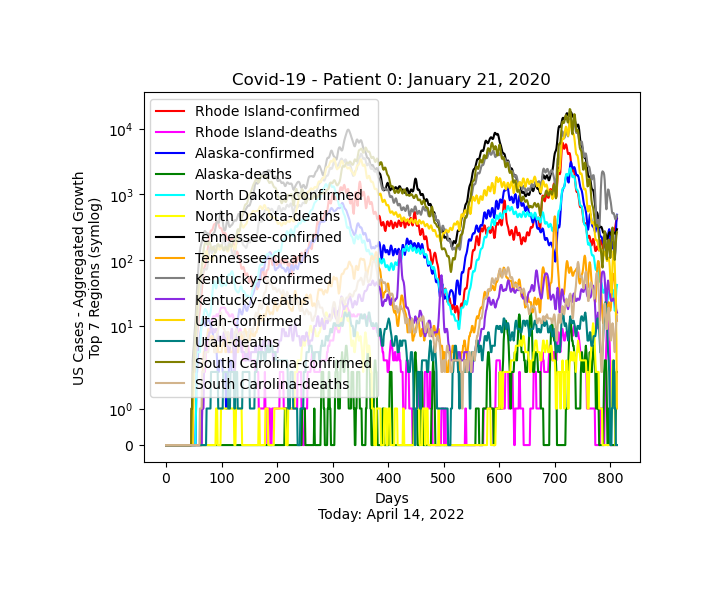 Covid-19 - Patient 0: January 21, 2020
US Cases - Aggregated Growth
Top 7 Regions (symlog)
10^4
10^3
10^2
10^1
10^0
0
Rhode Island-confirmed
Rhode Island-deaths
Alaska-confirmed
Alaska-deaths
North Dakota-confirmed
North Dakota-deaths
Tennessee-confirmed
Tennessee-deaths
Kentucky-confirmed
Kentucky-deaths
Utah-confirmed
Utah-deaths
South Carolina-confirmed
South Carolina-deaths
0 100 200 300 400 500 600 700 800
Days
Today: April 14, 2022